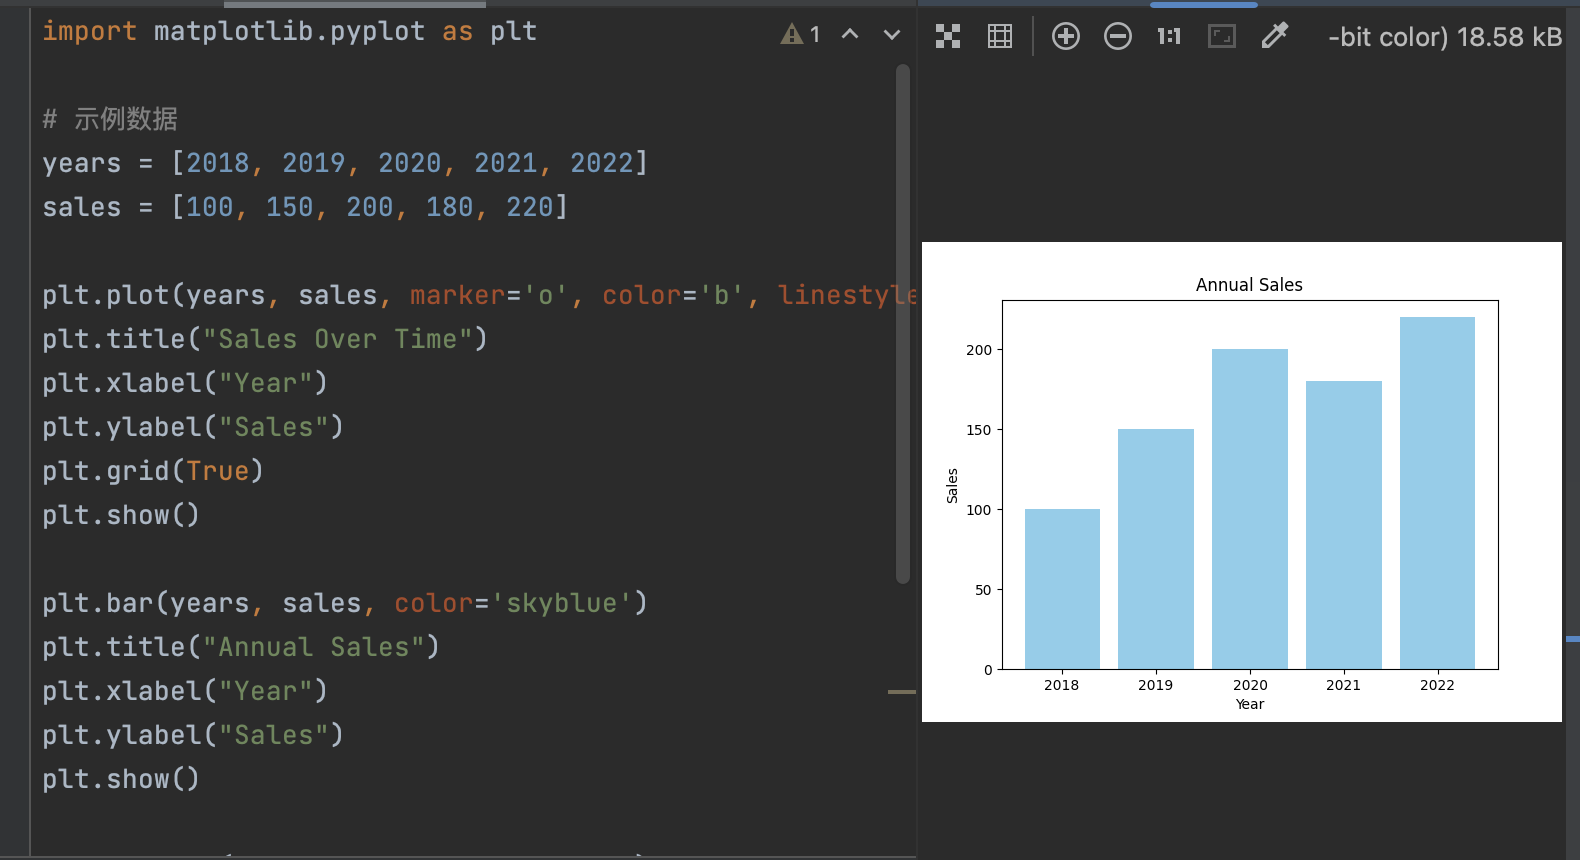 import matplotlib.pyplot as plt
1
1:1
-bit color) 18.58 kB
# 示例数据
years = [2018, 2019, 2020, 2021, 2022]
sales = [100, 150, 200, 180, 220]
plt.plot(years, sales, marker='o', color='b', linestyle
plt.title("Sales Over Time")
plt.xlabel("Year")
plt.ylabel("Sales")
plt.grid(True)
plt.show()
plt.bar(years, sales, color='skyblue')
plt.title("Annual Sales")
plt.xlabel("Year")
plt.ylabel("Sales")
plt.show()
Annual Sales
200
150
100
50
0
Sales
2018 2019 2020 2021 2022
Year